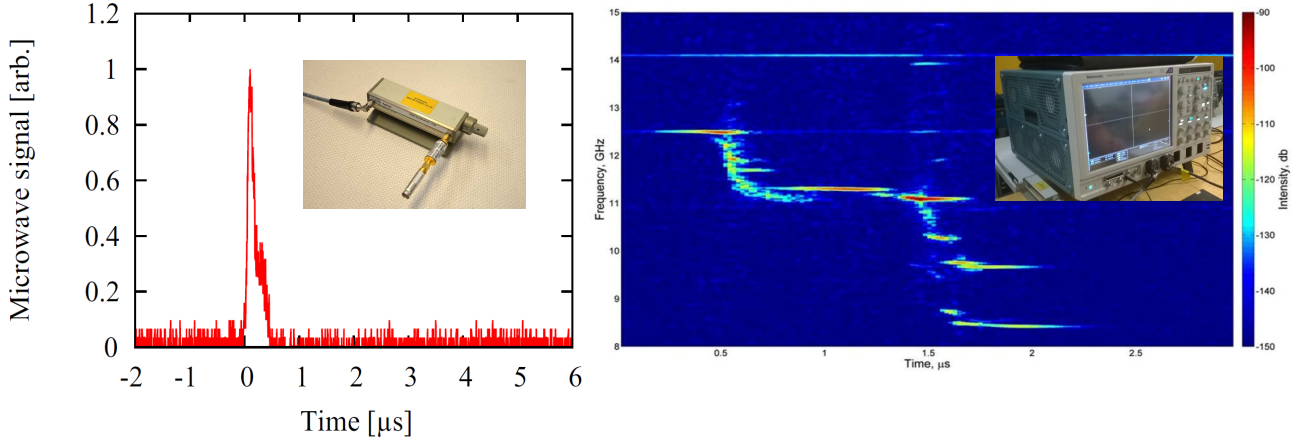 Microwave signal [arb.]
1.2
1
0.8
0.6
0.4
0.2
0
-2 -1 0 1 2 3 4 5 6
Time [µs]
Frequency, GHz
15
14
13
12
11
10
9
8
0.5 1 1.5 2 2.5
Time, µs
Tektronix
-90
-100
-110
-120
-130
-140
-150
Intensity, db